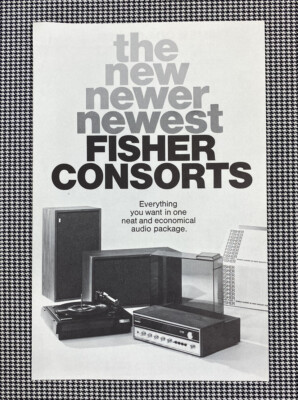 the
new
newer
newest
FISHER
CONSORTS
Everything
you want in one
neat and economical
audio package.